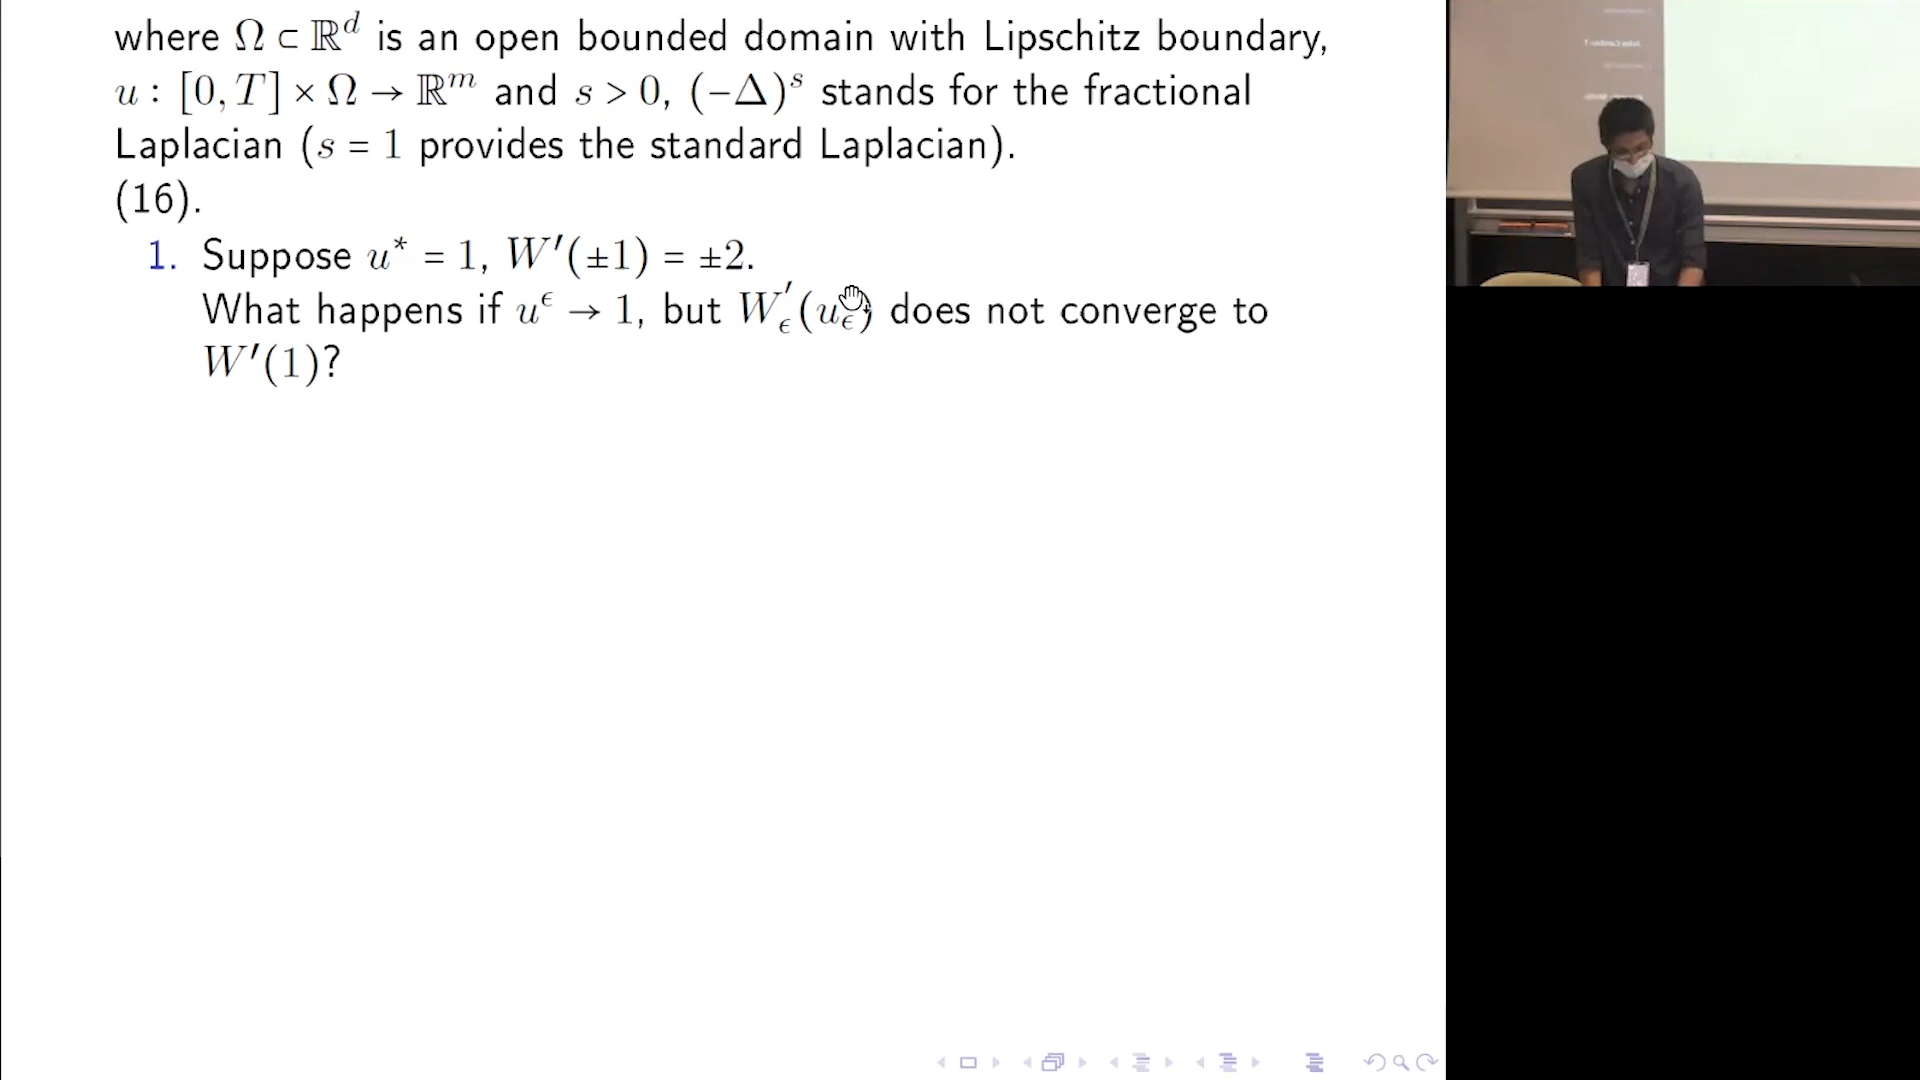 where Ω ⊂ ℝᵈ is an open bounded domain with Lipschitz boundary,
u : [0, T] × Ω → ℝᵐ and s > 0, (−Δ)ˢ stands for the fractional
Laplacian (s = 1 provides the standard Laplacian).
(16).
1. Suppose u* = 1, W′(±1) = ±2.
What happens if u^ϵ → 1, but W′_ϵ(u_ϵ) does not converge to
W′(1)?